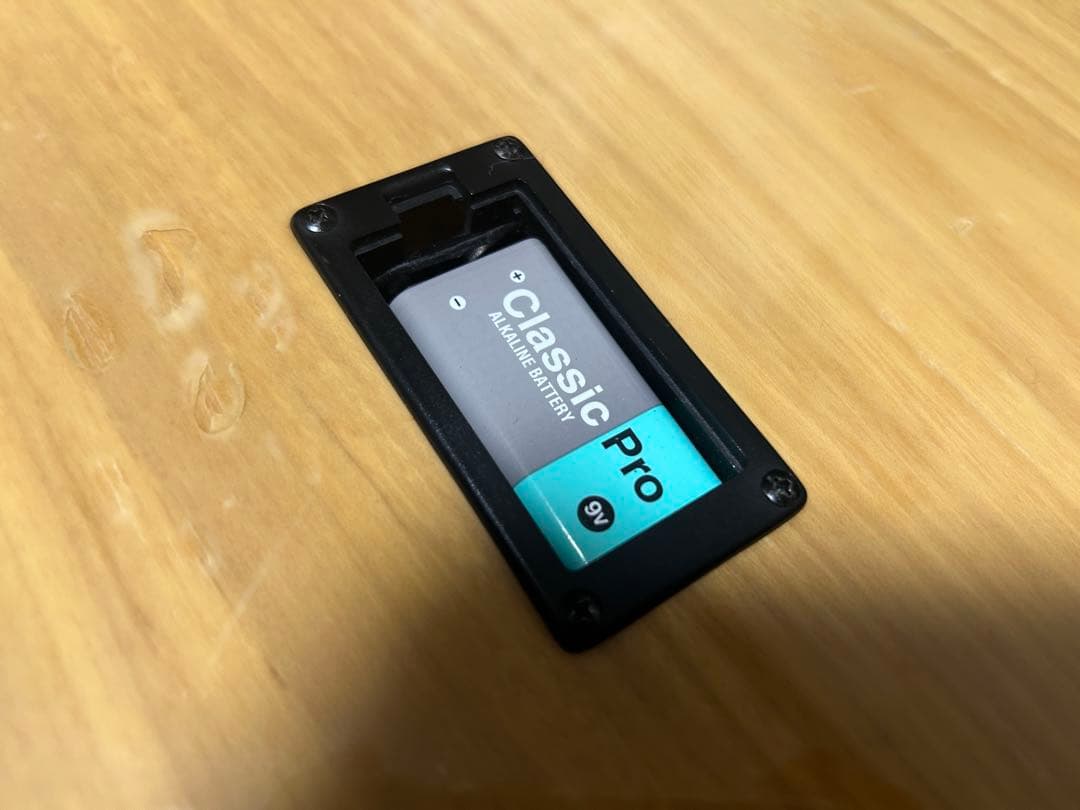 +
-
Classic Pro
ALKALINE BATTERY
9v